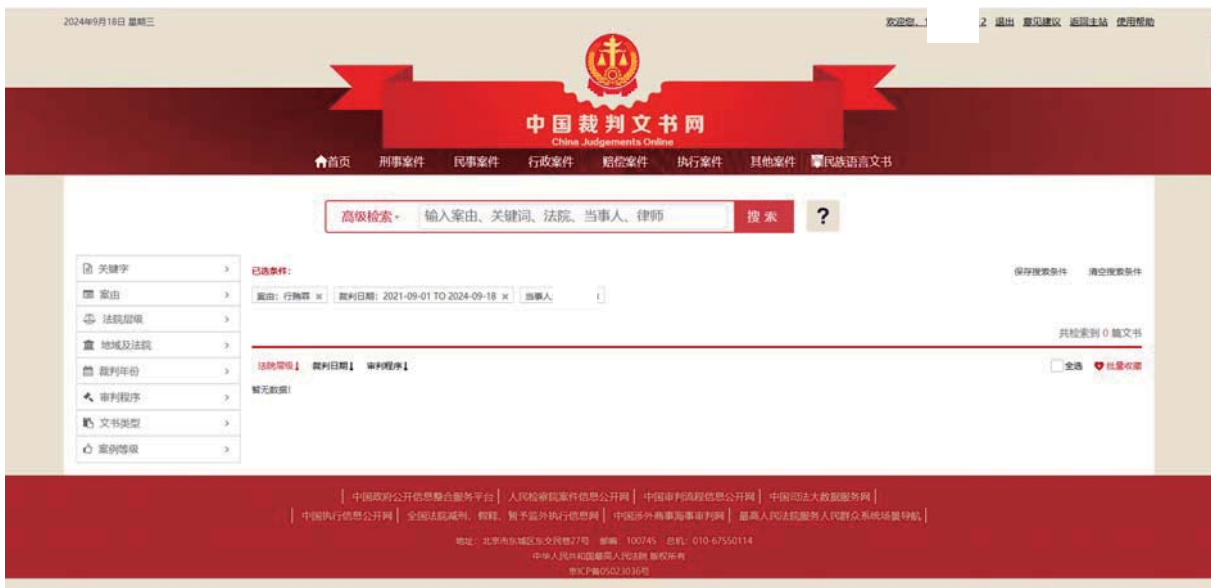 2024年9月18日 星期三
欢迎您，1 2 退出 意见建议 返回主站 使用帮助
中国裁判文书网
China Judgements Online
首页 刑事案件 民事案件 行政案件 赔偿案件 执行案件 其他案件 民族语言文书
高级检索 输入案由、关键词、法院、当事人、律师 搜索 ?
关键字
案由
法院层级
地域及法院
裁判年份
审判程序
文书类型
案例等级
已选条件：
保存搜索条件 清空搜索条件
案由：行贿罪 × 裁判日期：2021-09-01 TO 2024-09-18 × 当事人
共检索到 0 篇文书
法院层级 裁判日期 审判程序
全选 批量收藏
暂无数据!
中国政府公开信息整合服务平台 | 人民检察院案件信息公开网 | 中国审判流程信息公开网 | 中国司法大数据服务网 |
中国执行信息公开网 | 全国法院减刑、假释、暂予监外执行信息网 | 中国涉外商事海事审判网 | 最高人民法院服务人民群众系统场景导航 |
地址：北京市东城区东交民巷27号 邮编：100745 总机：010-67550114
中华人民共和国最高人民法院 版权所有
京ICP备05023036号